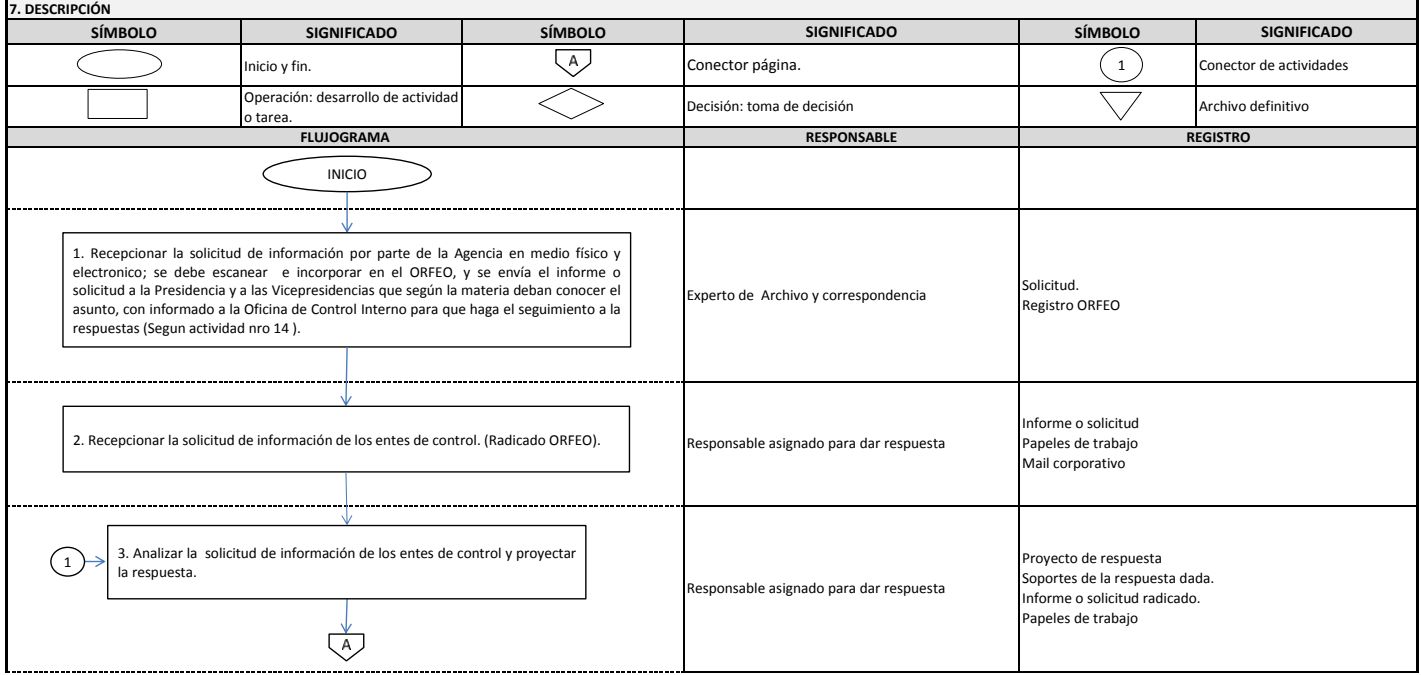 7. DESCRIPCIÓN
SÍMBOLO SIGNIFICADO SÍMBOLO SIGNIFICADO SÍMBOLO SIGNIFICADO
Inicio y fin.
A
Conector página.
1
Conector de actividades
Operación: desarrollo de actividad
o tarea.
Decisión: toma de decisión
Archivo definitivo
FLUJOGRAMA RESPONSABLE REGISTRO
INICIO
1. Recepcionar la solicitud de información por parte de la Agencia en medio físico y
electronico; se debe escanear e incorporar en el ORFEO, y se envía el informe o
solicitud a la Presidencia y a las Vicepresidencias que según la materia deban conocer el
asunto, con informado a la Oficina de Control Interno para que haga el seguimiento a la
respuestas (Segun actividad nro 14 ).
Experto de Archivo y correspondencia
Solicitud.
Registro ORFEO
2. Recepcionar la solicitud de información de los entes de control. (Radicado ORFEO).
Responsable asignado para dar respuesta
Informe o solicitud
Papeles de trabajo
Mail corporativo
1
3. Analizar la solicitud de información de los entes de control y proyectar
la respuesta.
Responsable asignado para dar respuesta
Proyecto de respuesta
Soportes de la respuesta dada.
Informe o solicitud radicado.
Papeles de trabajo
A